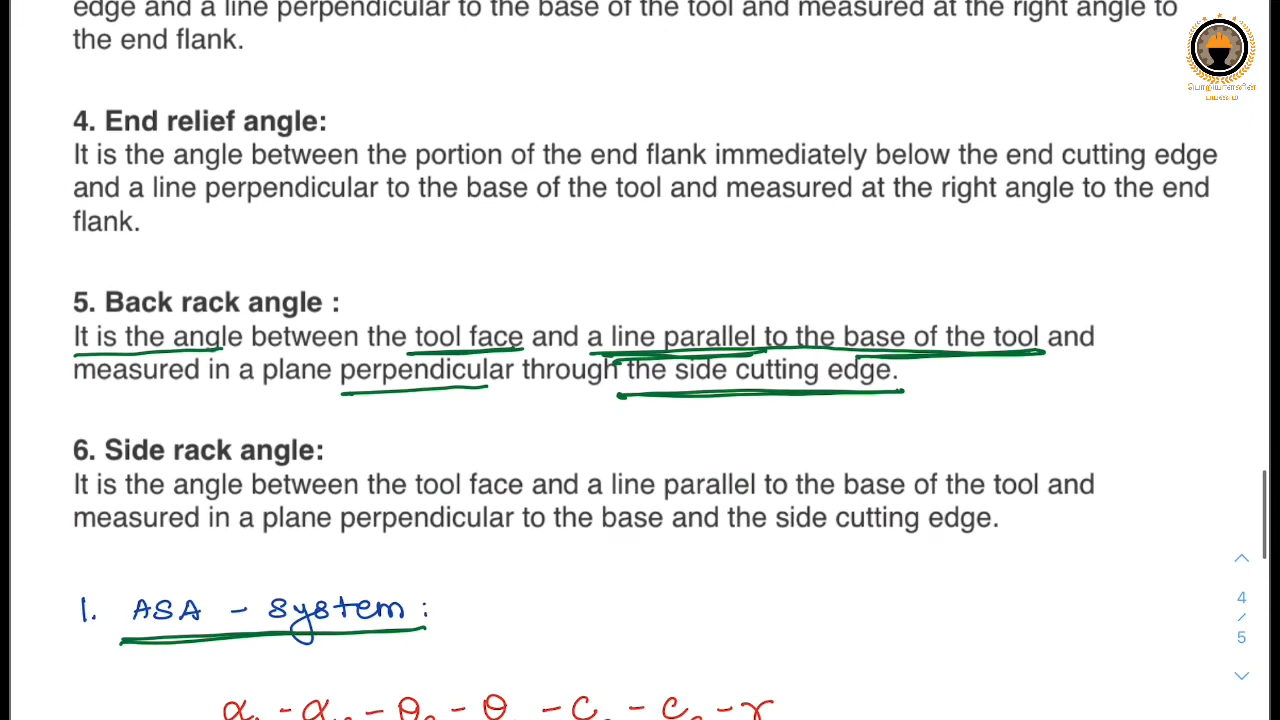 edge and a line perpendicular to the base of the tool and measured at the right angle to
the end flank.
பொறியாளனின்
பயணம்
4. End relief angle:
It is the angle between the portion of the end flank immediately below the end cutting edge
and a line perpendicular to the base of the tool and measured at the right angle to the end
flank.
5. Back rack angle :
It is the angle between the tool face and a line parallel to the base of the tool and
measured in a plane perpendicular through the side cutting edge.
6. Side rack angle:
It is the angle between the tool face and a line parallel to the base of the tool and
measured in a plane perpendicular to the base and the side cutting edge.
1. ASA - System:
4
/
5